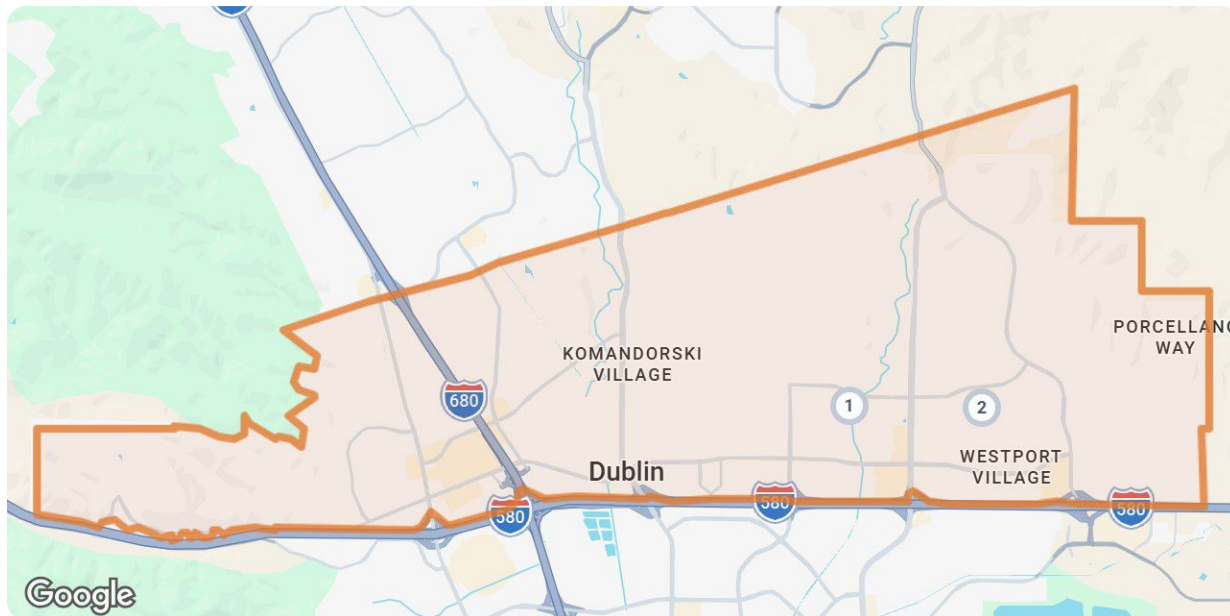 680
KOMANDORSKI
VILLAGE
PORCELLANO
WAY
1
2
WESTPORT
VILLAGE
Dublin
580
580
580
Google